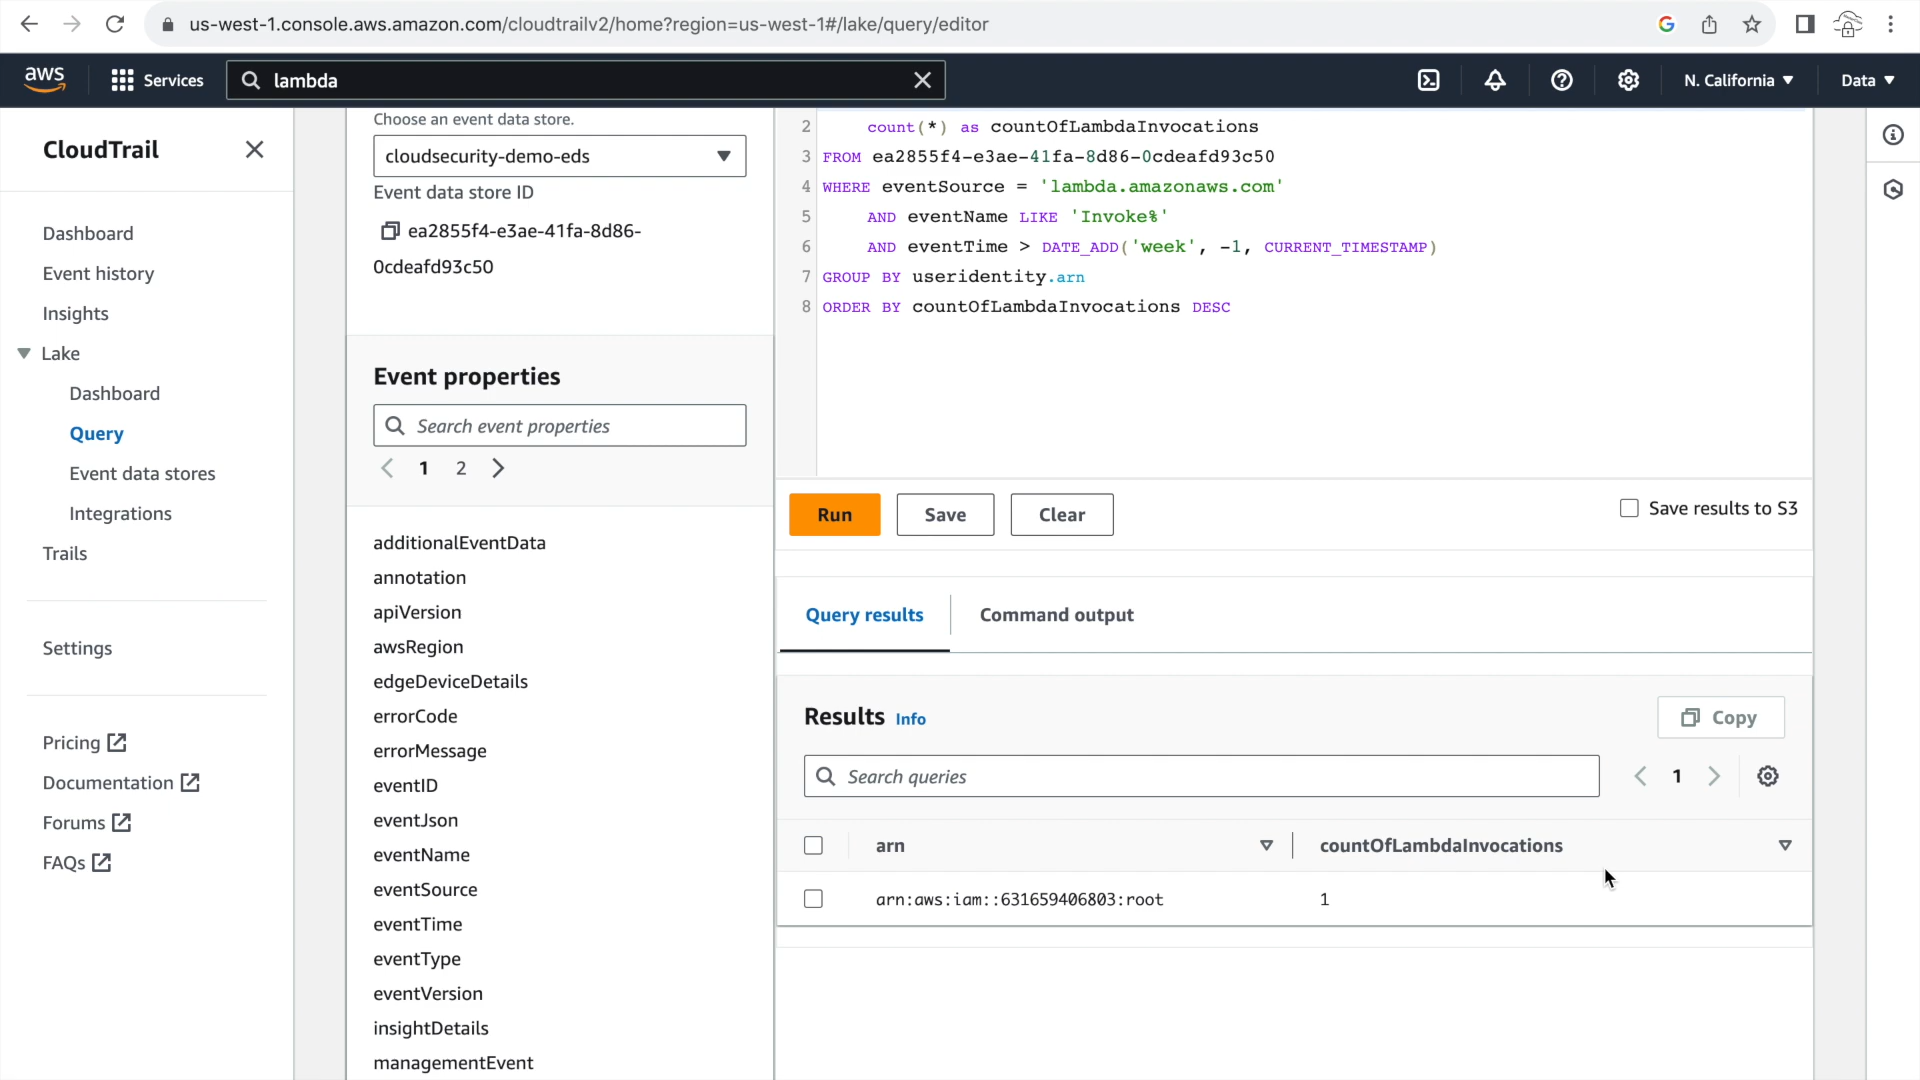 us-west-1.console.aws.amazon.com/cloudtrailv2/home?region=us-west-1#/lake/query/editor
aws
Services
lambda
N. California
Data
CloudTrail
Dashboard
Event history
Insights
Lake
Dashboard
Query
Event data stores
Integrations
Trails
Settings
Pricing
Documentation
Forums
FAQs
Choose an event data store.
cloudsecurity-demo-eds
Event data store ID
ea2855f4-e3ae-41fa-8d86-
0cdeafd93c50
Event properties
Search event properties
1 2
additionalEventData
annotation
apiVersion
awsRegion
edgeDeviceDetails
errorCode
errorMessage
eventID
eventJson
eventName
eventSource
eventTime
eventType
eventVersion
insightDetails
managementEvent
2 count(*) as countOfLambdaInvocations
3 FROM ea2855f4-e3ae-41fa-8d86-0cdeafd93c50
4 WHERE eventSource = 'lambda.amazonaws.com'
5 AND eventName LIKE 'Invoke%'
6 AND eventTime > DATE_ADD('week', -1, CURRENT_TIMESTAMP)
7 GROUP BY useridentity.arn
8 ORDER BY countOfLambdaInvocations DESC
Run Save Clear
Save results to S3
Query results Command output
Results Info
Copy
Search queries
1
arn countOfLambdaInvocations
arn:aws:iam::631659406803:root 1